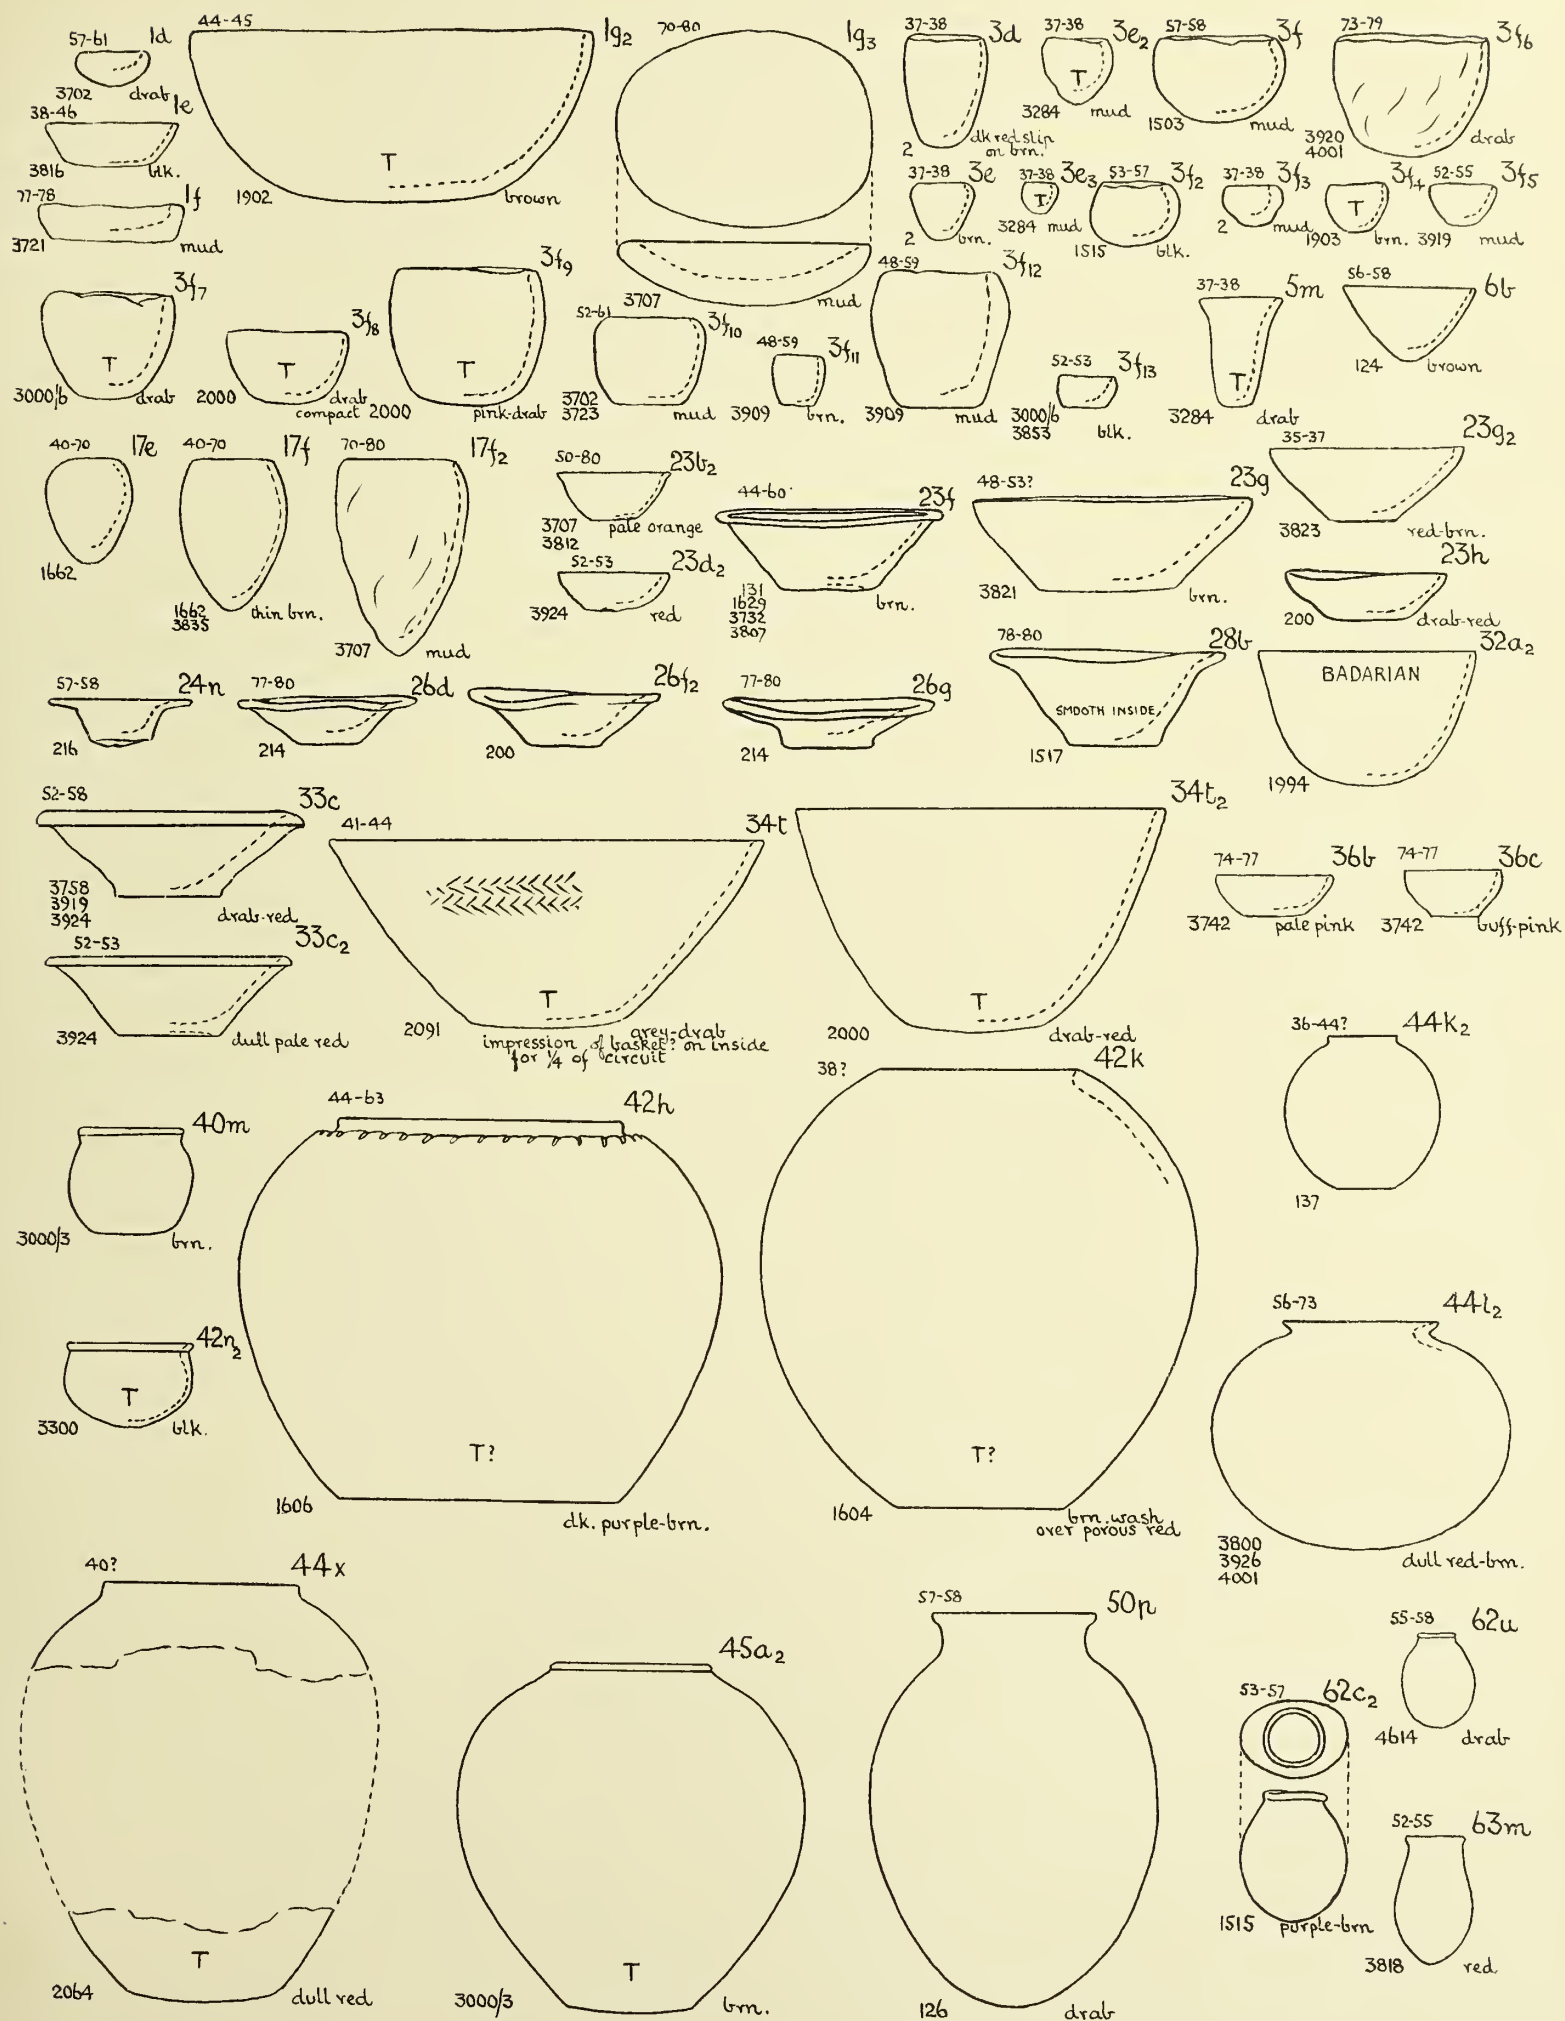 57-61 1d
3702 drab
38-46 1e
3816 blk.
77-78 1f
3721 mud
44-45 1g2
T
1902 brown
70-80 1g3
3707 mud
37-38 3d
2 dk red slip
on brn.
37-38 3e2
T
3284 mud
57-58 3f
1503 mud
73-79 3f6
3920
4001 drab
37-38 3e
2 brn.
37-38 3e3
T
3284 mud
53-57 3f2
1515 blk.
37-38 3f3
2 mud
3f4
T
1903 brn.
52-55 3f5
3919 mud
3f7
T
3000/6 drab
3f8
T
2000 drab
compact
3f9
T
2000 pink-drab
52-61 3f10
3702
3723 mud
48-59 3f11
3909 brn.
48-59 3f12
3909 mud
52-53 3f13
3000/6
3853 blk.
37-38 5m
T
3284 drab
56-58 6b
124 brown
40-70 17e
1662
40-70 17f
1662
3835 thin brn.
70-80 17f2
3707 mud
50-80 23b2
3707
3812 pale orange
52-53 23d2
3924 red
44-60 23f
131
1629
3732
3807 brn.
48-53? 23g
3821 brn.
35-37 23g2
3823 red-brn.
23h
200 drab-red
57-58 24n
216
77-80 26d
214
26f2
200
77-80 26g
214
78-80 28b
SMOOTH INSIDE
1517
32a2
BADARIAN
1994
52-58 33c
3758
3919
3924 drab-red
52-53 33c2
3924 dull pale red
41-44 34t
T
2091 grey-drab
impression of basket? on inside
for 1/4 of circuit
34t2
T
2000 drab-red
74-77 36b
3742 pale pink
74-77 36c
3742 buff-pink
40m
3000/3 brn.
44-63 42h
T?
1606 dk. purple-brn.
38? 42k
T?
1604 brn. wash
over porous red
36-44? 44k2
137
42n2
T
3300 blk.
56-73 44l2
3800
3926
4001 dull red-brn.
40? 44x
T
2064 dull red
45a2
T
3000/3 brn.
57-58 50p
126 drab
55-58 62u
4614 drab
53-57 62c2
1515 purple-brn
52-55 63m
3818 red